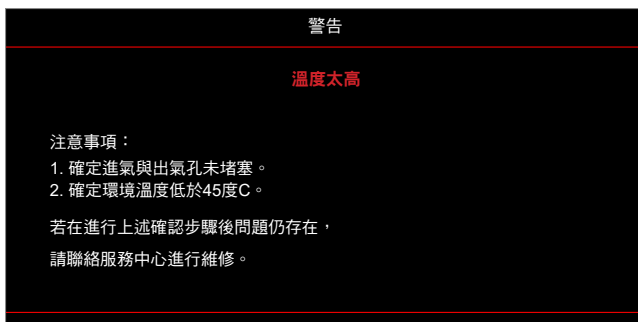 警告
溫度太高
注意事項：
1. 確定進氣與出氣孔未堵塞。
2. 確定環境溫度低於45度C。
若在進行上述確認步驟後問題仍存在，
請聯絡服務中心進行維修。